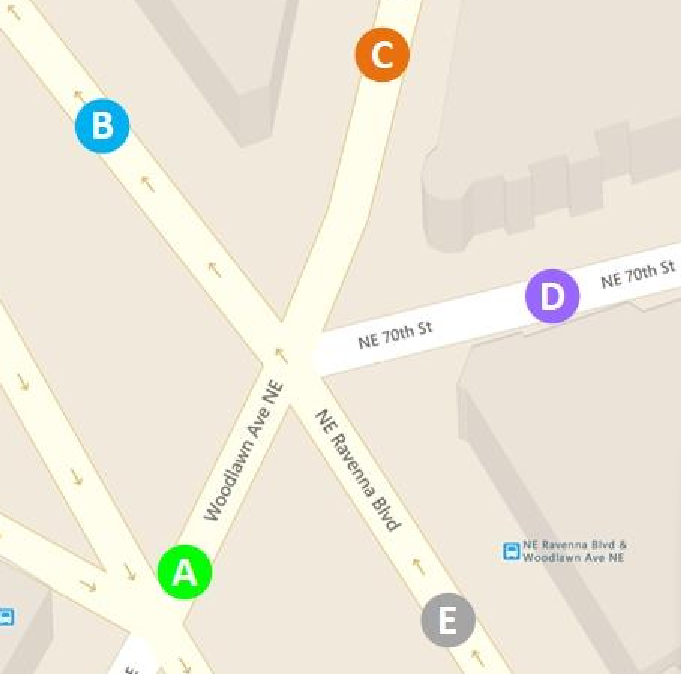 C
B
NE 70th St
D
NE 70th St
Woodlawn Ave NE
NE Ravenna Blvd
NE Ravenna Blvd &
Woodlawn Ave NE
A
E